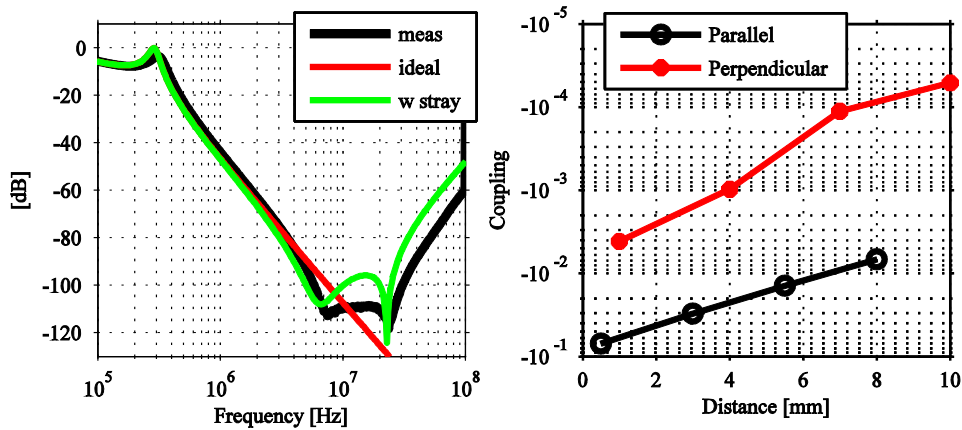 meas
ideal
w stray
[dB]
0
-20
-40
-60
-80
-100
-120
10^5
10^6
10^7
10^8
Frequency [Hz]
Parallel
Perpendicular
Coupling
-10^-5
-10^-4
-10^-3
-10^-2
-10^-1
0
2
4
6
8
10
Distance [mm]